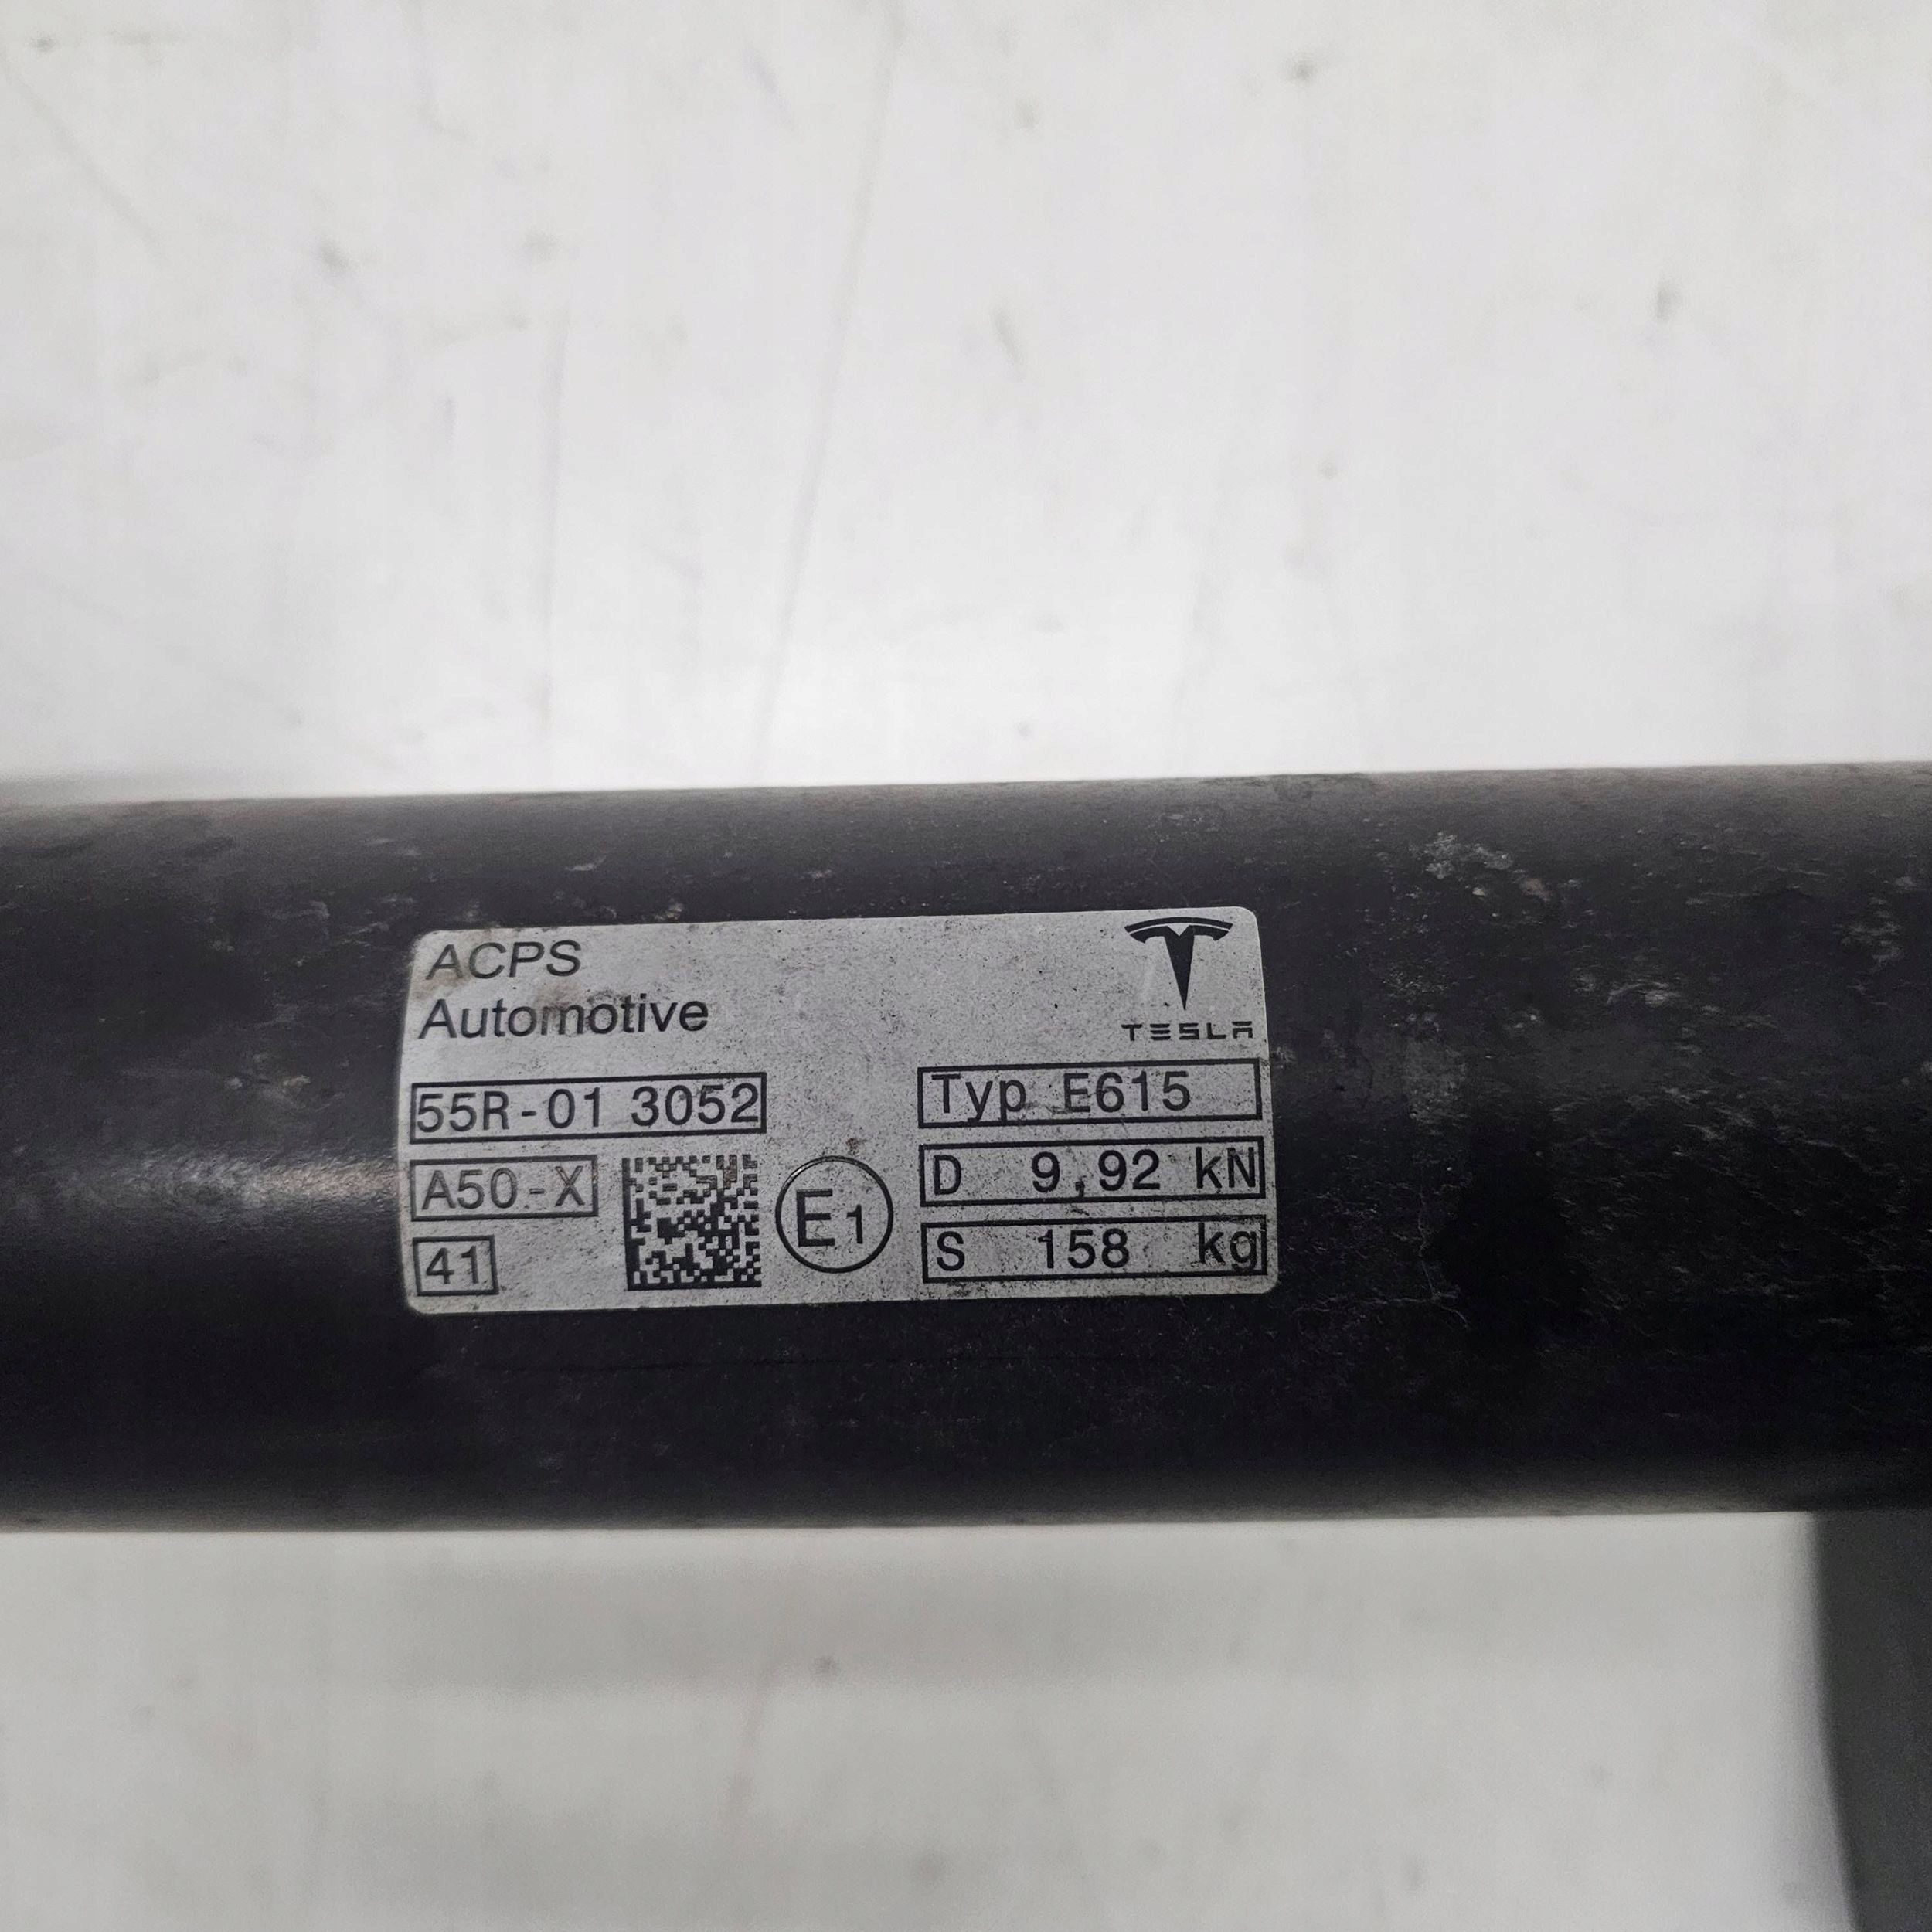 ACPS
Automotive
TESLA
55R-01 3052
A50-X
41
E1
Typ E615
D 9,92 kN
S 158 kg